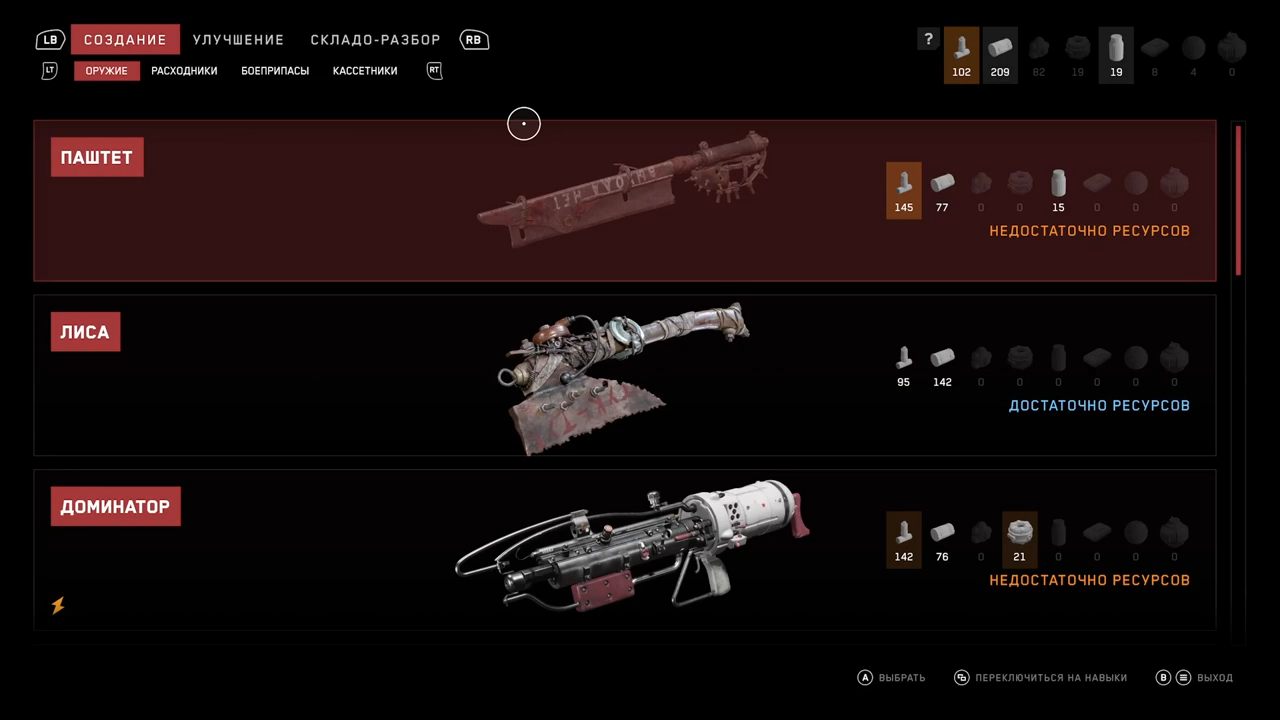 LB СОЗДАНИЕ УЛУЧШЕНИЕ СКЛАДО-РАЗБОР RB
LT ОРУЖИЕ РАСХОДНИКИ БОЕПРИПАСЫ КАССЕТНИКИ RT
?
102 209 82 19 19 8 4 0
ПАШТЕТ
ВЫХОДА НЕТ
145 77 0 0 15 0 0 0
НЕДОСТАТОЧНО РЕСУРСОВ
ЛИСА
95 142 0 0 0 0 0 0
ДОСТАТОЧНО РЕСУРСОВ
ДОМИНАТОР
142 76 0 21 0 0 0 0
НЕДОСТАТОЧНО РЕСУРСОВ
A ВЫБРАТЬ ПЕРЕКЛЮЧИТЬСЯ НА НАВЫКИ B ВЫХОД